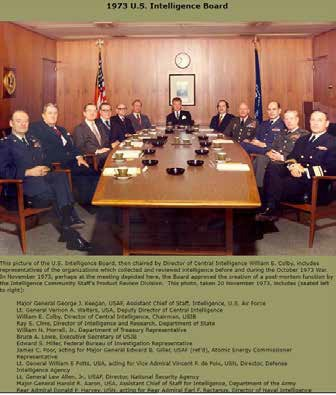 1973 U.S. Intelligence Board
This picture of the U.S. Intelligence Board, then chaired by Director of Central Intelligence William E. Colby, includes
representatives of the organizations which collected and reviewed intelligence before and during the October 1973 War.
In November 1973, perhaps at the meeting depicted here, the Board approved the creation of a post-mortem function by
the Intelligence Community Staff's Product Review Division. This photo, taken 20 November 1973, includes (seated left
to right):
Major General George J. Keegan, USAF, Assistant Chief of Staff, Intelligence, U.S. Air Force
Lt. General Vernon A. Walters, USA, Deputy Director of Central Intelligence
William E. Colby, Director of Central Intelligence, Chairman, USIB
Ray S. Cline, Director of Intelligence and Research, Department of State
William N. Morell, Jr. Department of Treasury Representative
Bruce A. Lowe, Executive Secretary of USIB
Edward S. Miller, Federal Bureau of Investigation Representative
James C. Poor, acting for Major General Edward B. Giller, USAF (ret'd), Atomic Energy Commissioner
Representative
Lt. General William E Potts, USA, acting for Vice Admiral Vincent P. de Poix, USN, Director, Defense
Intelligence Agency
Lt. General Lew Allen, Jr., USAF, Director, National Security Agency
Major General Harold R. Aaron, USA, Assistant Chief of Staff for Intelligence, Department of the Army
Rear Admiral Donald P. Harvey, USN, acting for Rear Admiral Earl F. Rectanus, Director of Naval Intelligence